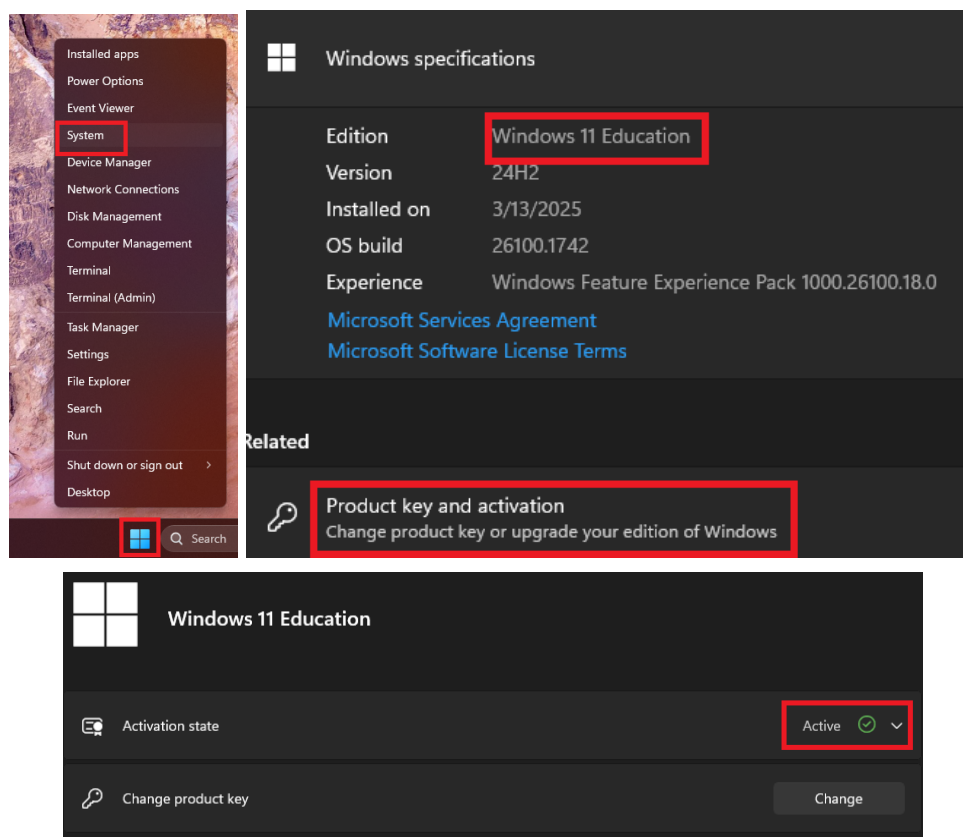 Installed apps
Power Options
Event Viewer
System
Device Manager
Network Connections
Disk Management
Computer Management
Terminal
Terminal (Admin)
Task Manager
Settings
File Explorer
Search
Run
Shut down or sign out
Desktop
Search
Windows specifications
Edition Windows 11 Education
Version 24H2
Installed on 3/13/2025
OS build 26100.1742
Experience Windows Feature Experience Pack 1000.26100.18.0
Microsoft Services Agreement
Microsoft Software License Terms
Related
Product key and activation
Change product key or upgrade your edition of Windows
Windows 11 Education
Activation state Active
Change product key Change